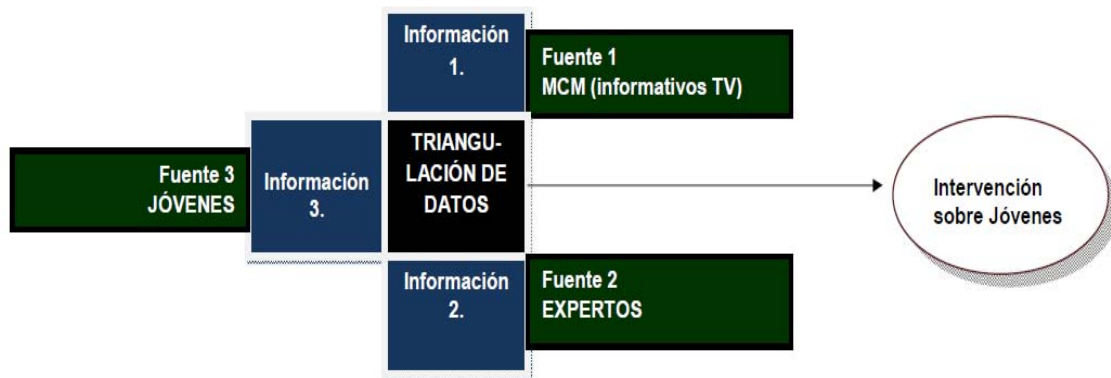 Información
1.
Fuente 1
MCM (informativos TV)
Fuente 3
JÓVENES
Información
3.
TRIANGU-
LACIÓN DE
DATOS
Intervención
sobre Jóvenes
Información
2.
Fuente 2
EXPERTOS